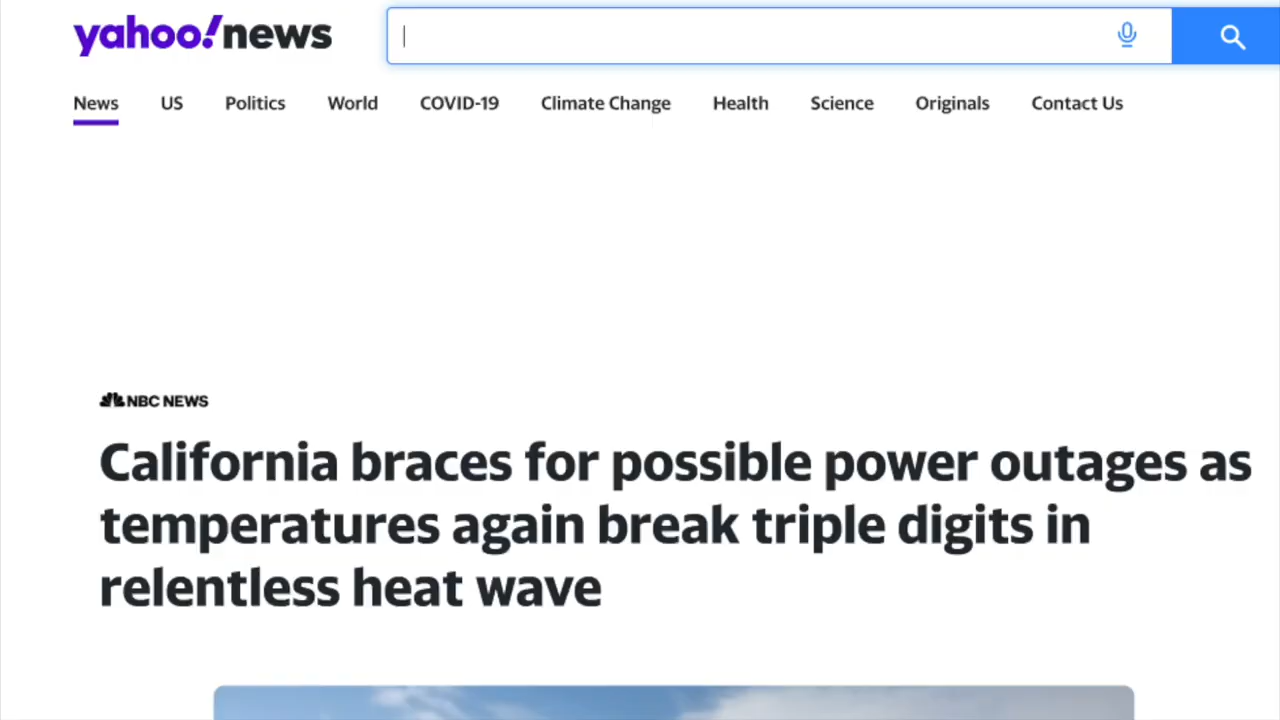 yahoo!news
News US Politics World COVID-19 Climate Change Health Science Originals Contact Us
NBC NEWS
California braces for possible power outages as
temperatures again break triple digits in
relentless heat wave